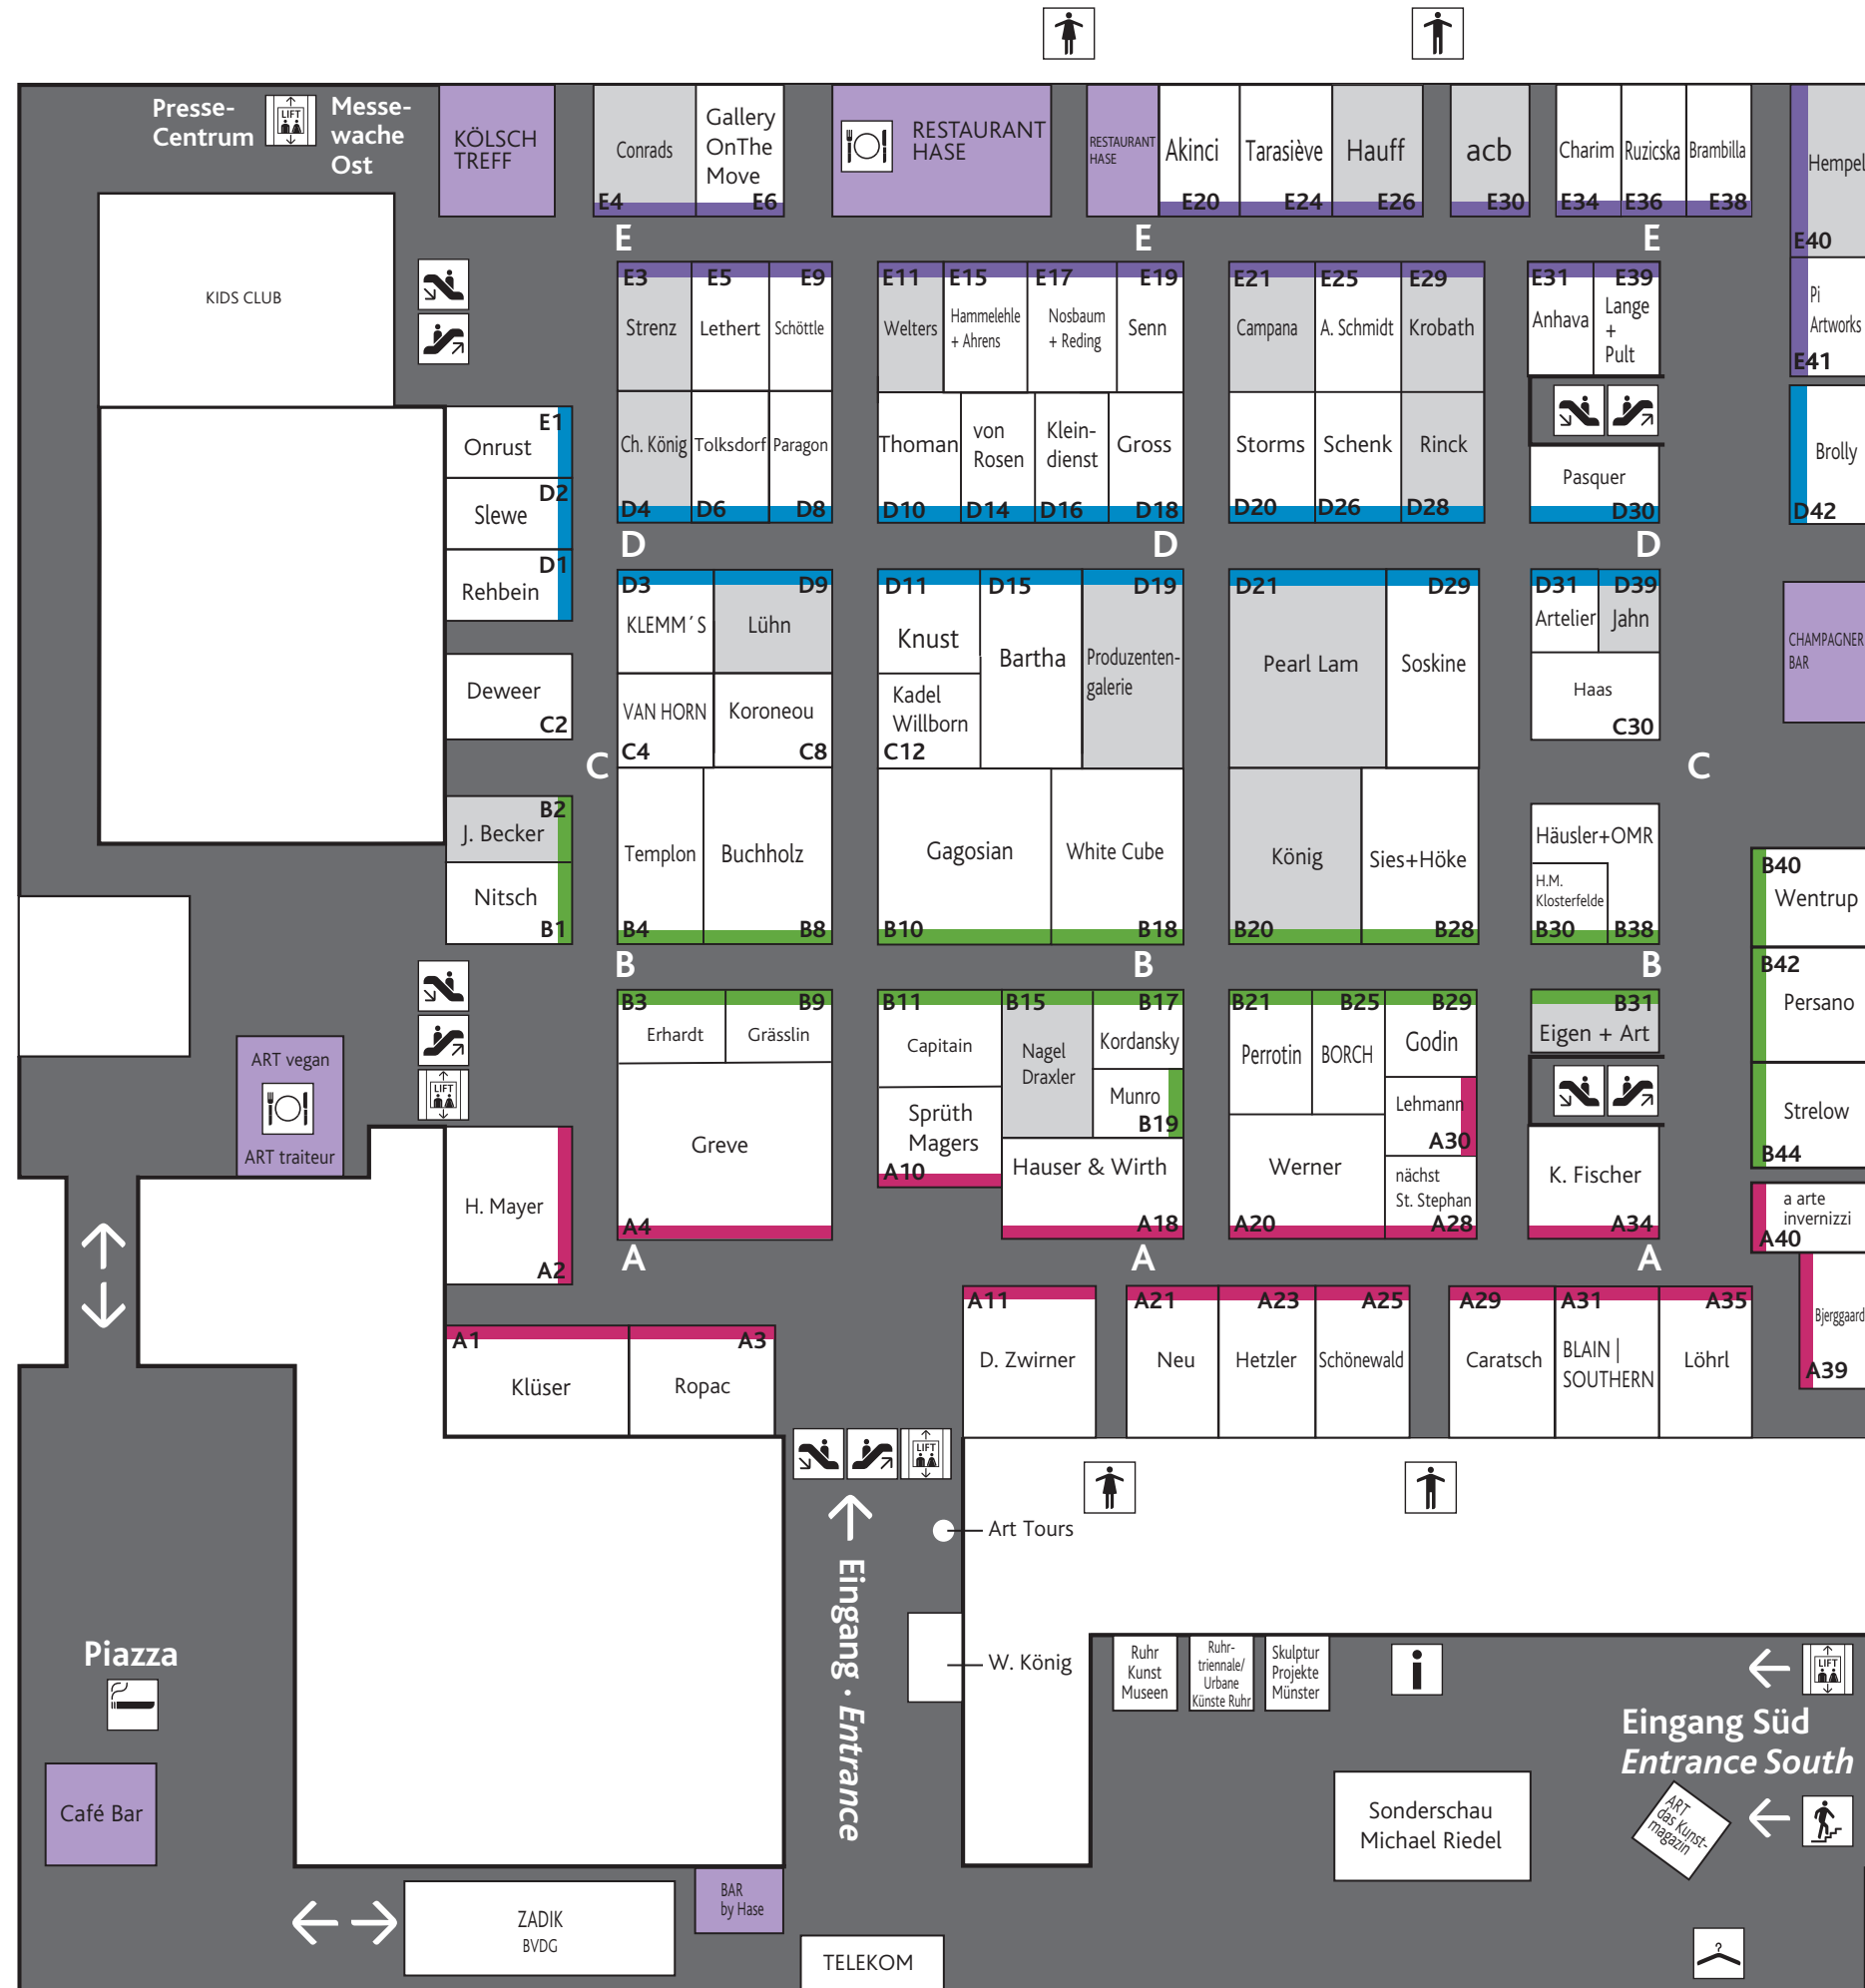 Presse-
Centrum
LIFT
Messe-
wache
Ost
KÖLSCH
TREFF
Conrads
E4
Gallery
OnThe
Move
E6
RESTAURANT
HASE
RESTAURANT
HASE
Akinci
E20
Tarasiève
E24
Hauff
E26
acb
E30
Charim
E34
Ruzicska
E36
Brambilla
E38
Hempel
E40
Pi
Artworks
E41
KIDS CLUB
E
E
E
E3
Strenz
E5
Lethert
E9
Schöttle
E11
Welters
E15
Hammelehle
+ Ahrens
E17
Nosbaum
+ Reding
E19
Senn
E21
Campana
E25
A. Schmidt
E29
Krobath
E31
Anhava
E39
Lange
+
Pult
E1
Onrust
D2
Slewe
D1
Rehbein
Ch. König
D4
Tolksdorf
D6
Paragon
D8
Thoman
D10
von
Rosen
D14
Klein-
dienst
D16
Gross
D18
Storms
D20
Schenk
D26
Rinck
D28
Pasquer
D30
Brolly
D42
D
D
D
D3
KLEMM´S
D9
Lühn
D11
Knust
D15
Bartha
D19
Produzenten-
galerie
D21
Pearl Lam
D29
Soskine
D31
Artelier
D39
Jahn
Haas
C30
CHAMPAGNER
BAR
Deweer
C2
VAN HORN
C4
Koroneou
C8
Kadel
Willborn
C12
C
C
B2
J. Becker
Nitsch
B1
Templon
B4
Buchholz
B8
Gagosian
B10
White Cube
B18
König
B20
Sies+Höke
B28
Häusler+OMR
H.M.
Klosterfelde
B30
B38
B40
Wentrup
B42
Persano
Strelow
B44
B
B
B
B3
Erhardt
B9
Grässlin
Greve
A4
B11
Capitain
Sprüth
Magers
A10
B15
Nagel
Draxler
B17
Kordansky
Munro
B19
Hauser & Wirth
A18
B21
Perrotin
B25
BORCH
B29
Godin
Lehmann
A30
Werner
A20
nächst
St. Stephan
A28
B31
Eigen + Art
K. Fischer
A34
a arte
invernizzi
A40
Bjerggaard
A39
ART vegan
ART traiteur
LIFT
H. Mayer
A2
A
A
A
A1
Klüser
A3
Ropac
A11
D. Zwirner
A21
Neu
A23
Hetzler
A25
Schönewald
A29
Caratsch
A31
BLAIN |
SOUTHERN
A35
Löhrl
LIFT
Art Tours
Eingang · Entrance
W. König
Ruhr
Kunst
Museen
Ruhr-
triennale/
Urbane
Künste Ruhr
Skulptur
Projekte
Münster
i
LIFT
Eingang Süd
Entrance South
Piazza
Café Bar
Sonderschau
Michael Riedel
ART
das Kunst-
magazin
BAR
by Hase
ZADIK
BVDG
TELEKOM
?